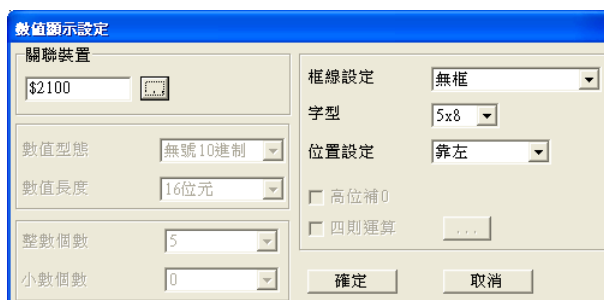 數值顯示設定
關聯裝置
$2100
...
數值型態
無號10進制
數值長度
16位元
整數個數
5
小數個數
0
框線設定
無框
字型
5x8
位置設定
靠左
高位補0
四則運算
...
確定
取消